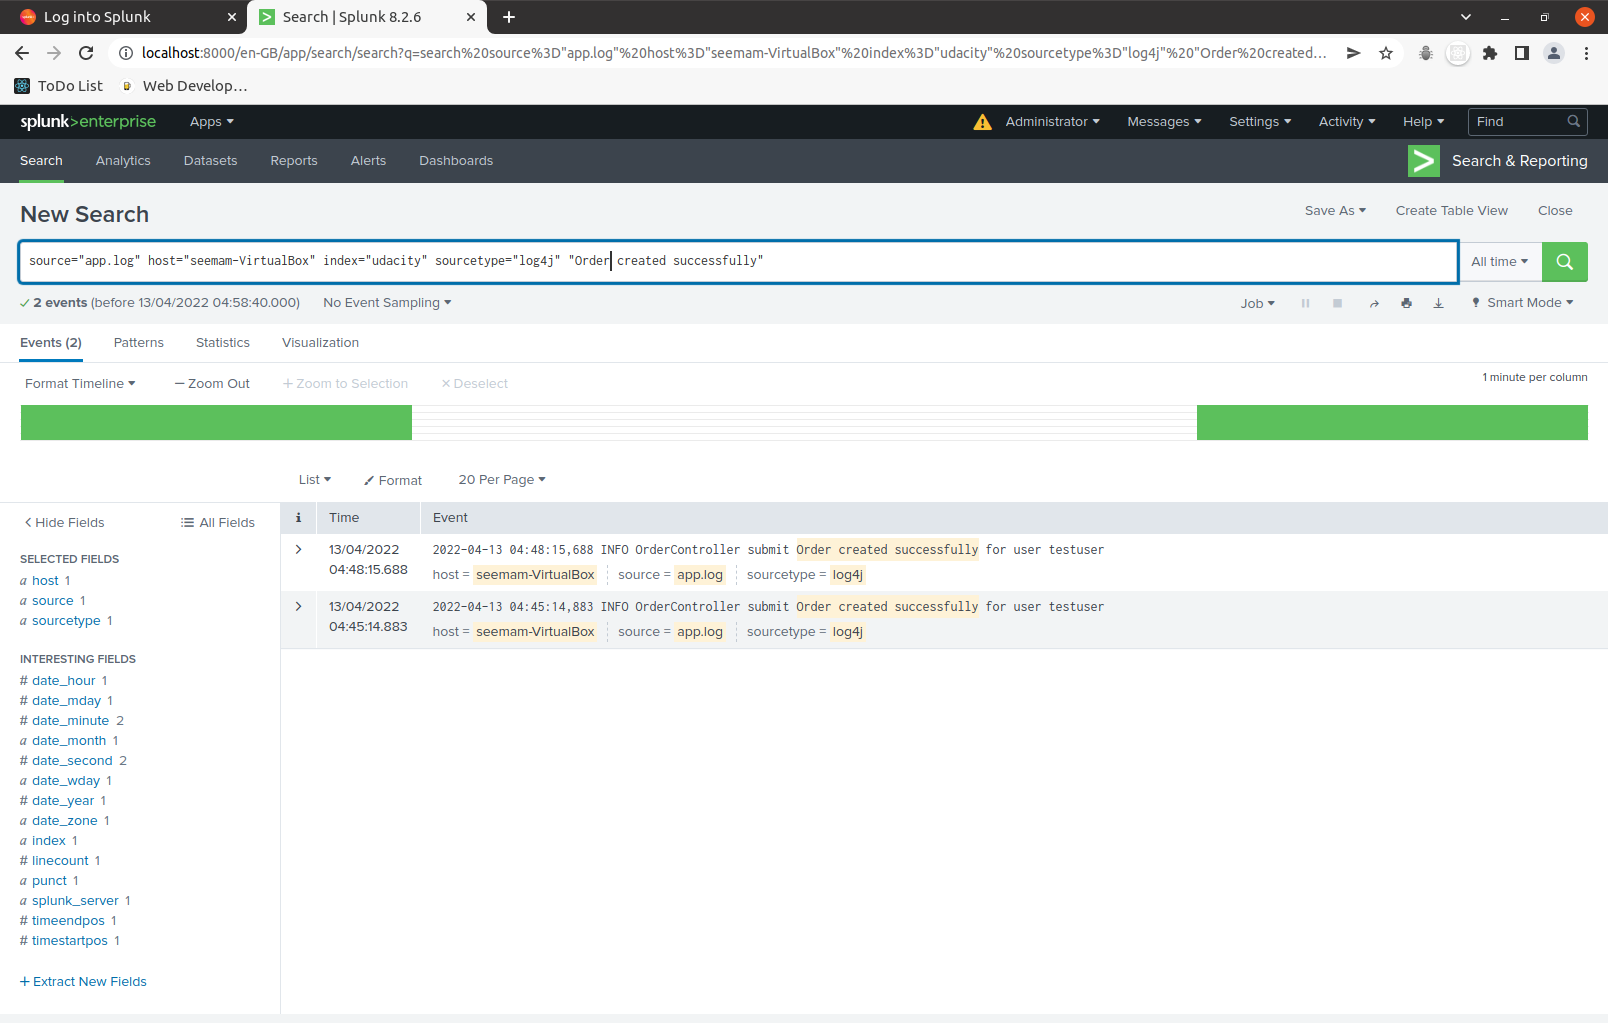 Log into Splunk
Search | Splunk 8.2.6
localhost:8000/en-GB/app/search/search?q=search%20source%3D"app.log"%20host%3D"seemam-VirtualBox"%20index%3D"udacity"%20sourcetype%3D"log4j"%20"Order%20created...
ToDo List
Web Develop...
splunk>enterprise
Apps
Administrator
Messages
Settings
Activity
Help
Find
Search
Analytics
Datasets
Reports
Alerts
Dashboards
Search & Reporting
New Search
Save As
Create Table View
Close
source="app.log" host="seemam-VirtualBox" index="udacity" sourcetype="log4j" "Order created successfully"
All time
2 events (before 13/04/2022 04:58:40.000)
No Event Sampling
Job
Smart Mode
Events (2)
Patterns
Statistics
Visualization
Format Timeline
— Zoom Out
+ Zoom to Selection
× Deselect
1 minute per column
List
Format
20 Per Page
< Hide Fields
All Fields
SELECTED FIELDS
a host 1
a source 1
a sourcetype 1
INTERESTING FIELDS
# date_hour 1
# date_mday 1
# date_minute 2
a date_month 1
# date_second 2
a date_wday 1
# date_year 1
a date_zone 1
a index 1
# linecount 1
a punct 1
a splunk_server 1
# timeendpos 1
# timestartpos 1
+ Extract New Fields
i
Time
Event
13/04/2022
04:48:15.688
2022-04-13 04:48:15,688 INFO OrderController submit Order created successfully for user testuser
host = seemam-VirtualBox
source = app.log
sourcetype = log4j
13/04/2022
04:45:14.883
2022-04-13 04:45:14,883 INFO OrderController submit Order created successfully for user testuser
host = seemam-VirtualBox
source = app.log
sourcetype = log4j